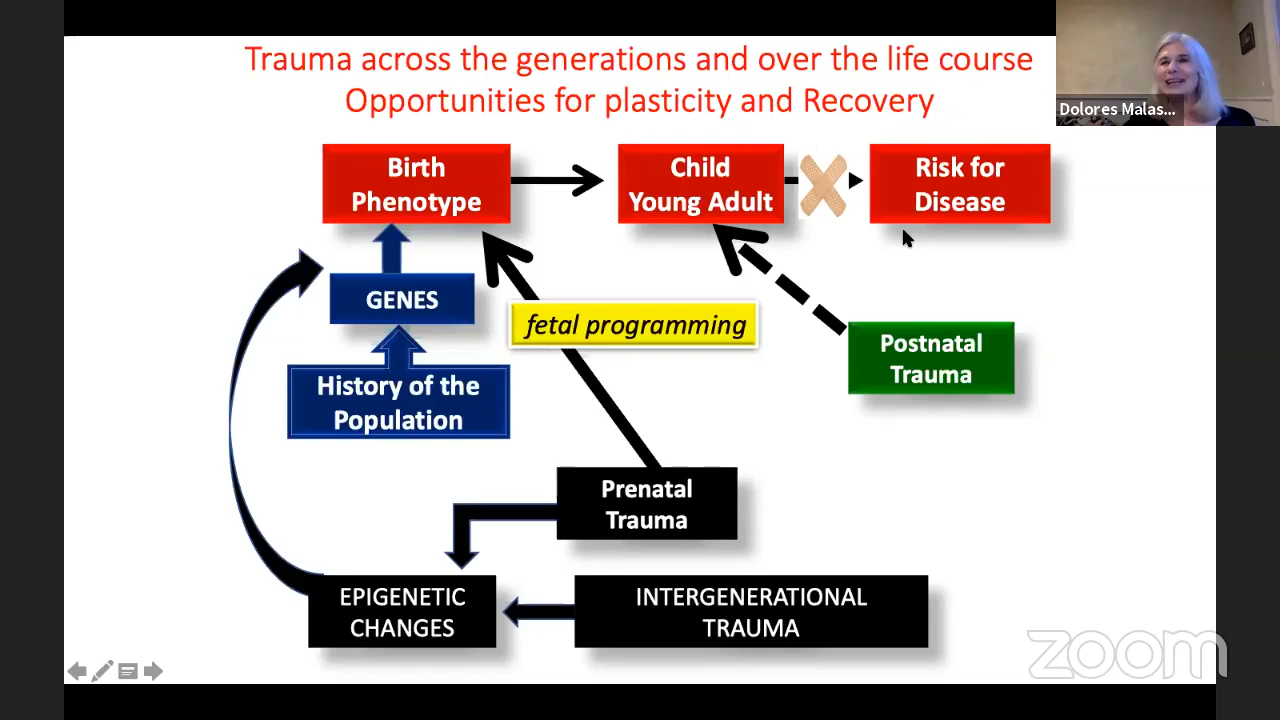 Trauma across the generations and over the life course
Opportunities for plasticity and Recovery
Dolores Malas...
Birth
Phenotype
Child
Young Adult
Risk for
Disease
GENES
fetal programming
History of the
Population
Postnatal
Trauma
Prenatal
Trauma
EPIGENETIC
CHANGES
INTERGENERATIONAL
TRAUMA
zoom